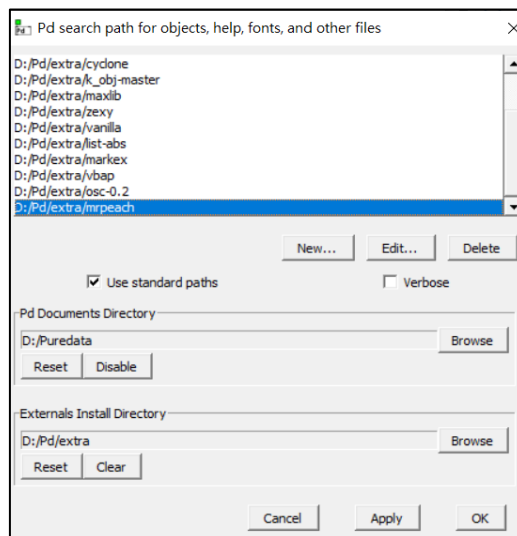 Pd search path for objects, help, fonts, and other files
D:/Pd/extra/cyclone
D:/Pd/extra/k_obj-master
D:/Pd/extra/maxlib
D:/Pd/extra/zexy
D:/Pd/extra/vanilla
D:/Pd/extra/list-abs
D:/Pd/extra/markex
D:/Pd/extra/vbap
D:/Pd/extra/osc-0.2
D:/Pd/extra/mrpeach
New... Edit... Delete
Use standard paths Verbose
Pd Documents Directory
D:/Puredata Browse
Reset Disable
Externals Install Directory
D:/Pd/extra Browse
Reset Clear
Cancel Apply OK